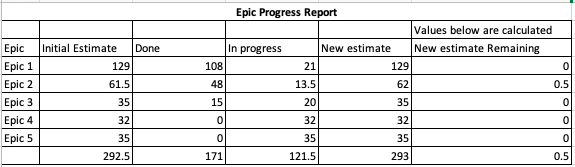 Epic Progress Report
Values below are calculated
Epic Initial Estimate Done In progress New estimate New estimate Remaining
Epic 1 129 108 21 129 0
Epic 2 61.5 48 13.5 62 0.5
Epic 3 35 15 20 35 0
Epic 4 32 0 32 32 0
Epic 5 35 0 35 35 0
292.5 171 121.5 293 0.5